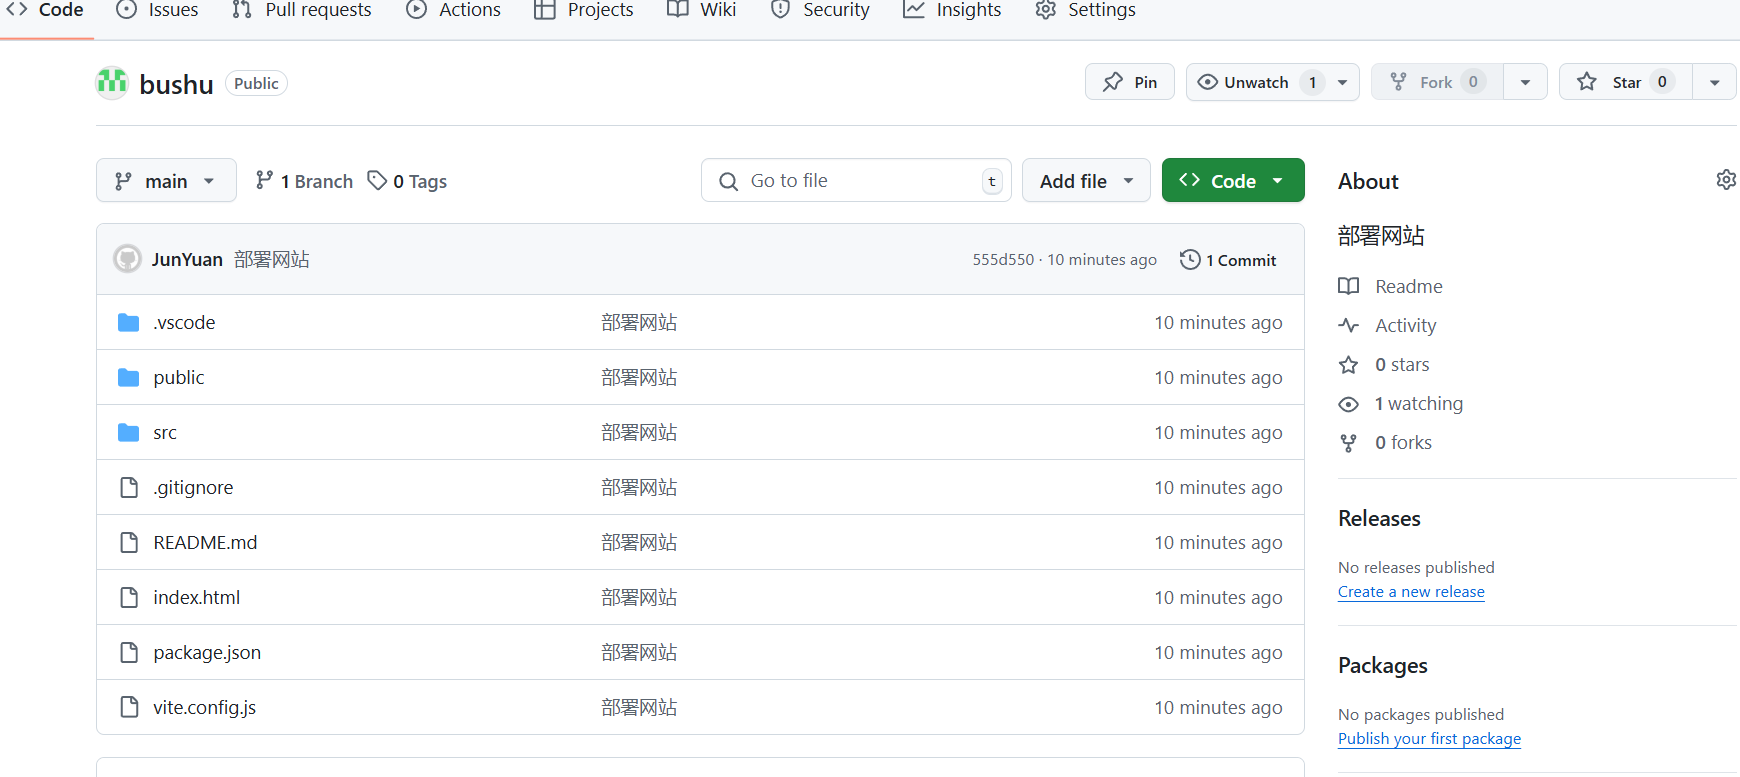 Code Issues Pull requests Actions Projects Wiki Security Insights Settings
bushu Public Pin Unwatch 1 Fork 0 Star 0
main 1 Branch 0 Tags Go to file t Add file Code
JunYuan 部署网站 555d550 · 10 minutes ago 1 Commit
.vscode 部署网站 10 minutes ago
public 部署网站 10 minutes ago
src 部署网站 10 minutes ago
.gitignore 部署网站 10 minutes ago
README.md 部署网站 10 minutes ago
index.html 部署网站 10 minutes ago
package.json 部署网站 10 minutes ago
vite.config.js 部署网站 10 minutes ago
About
部署网站
Readme
Activity
0 stars
1 watching
0 forks
Releases
No releases published
Create a new release
Packages
No packages published
Publish your first package